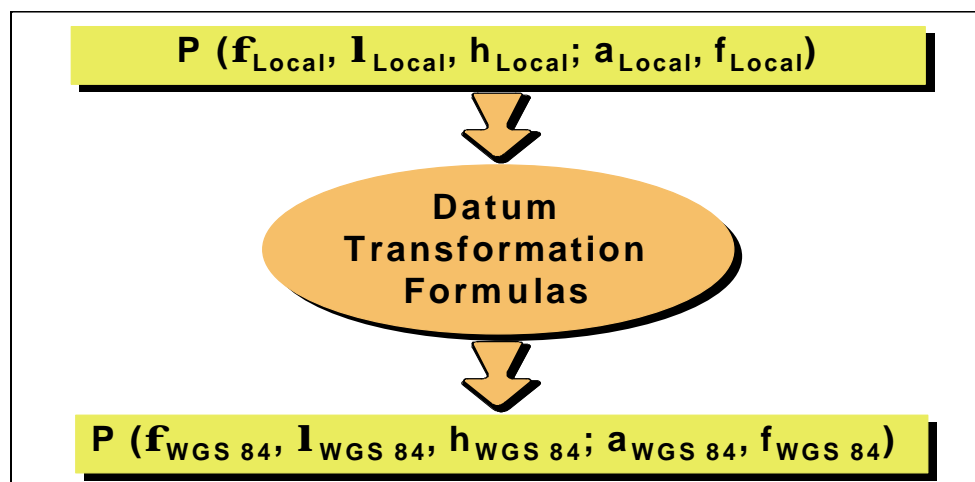 P (f Local, l Local, h Local; a Local, f Local)
Datum
Transformation
Formulas
P (f WGS 84, l WGS 84, h WGS 84; a WGS 84, f WGS 84)